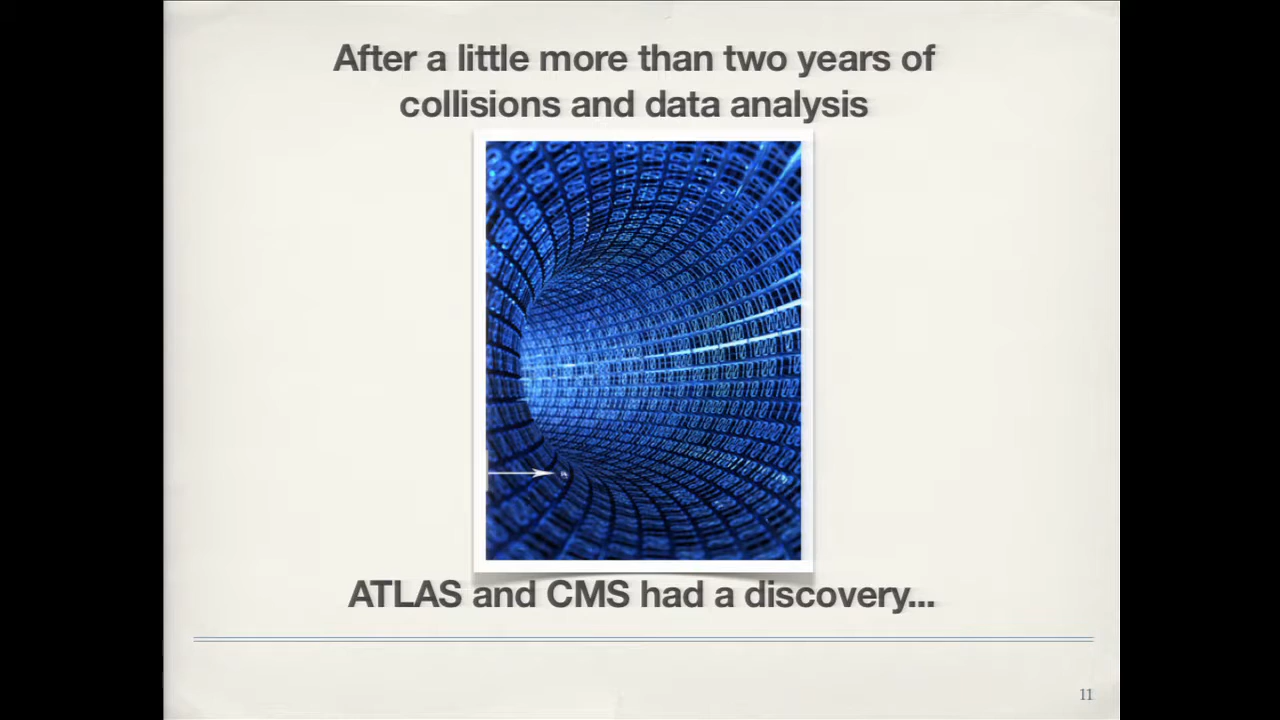 After a little more than two years of
collisions and data analysis
ATLAS and CMS had a discovery...
11